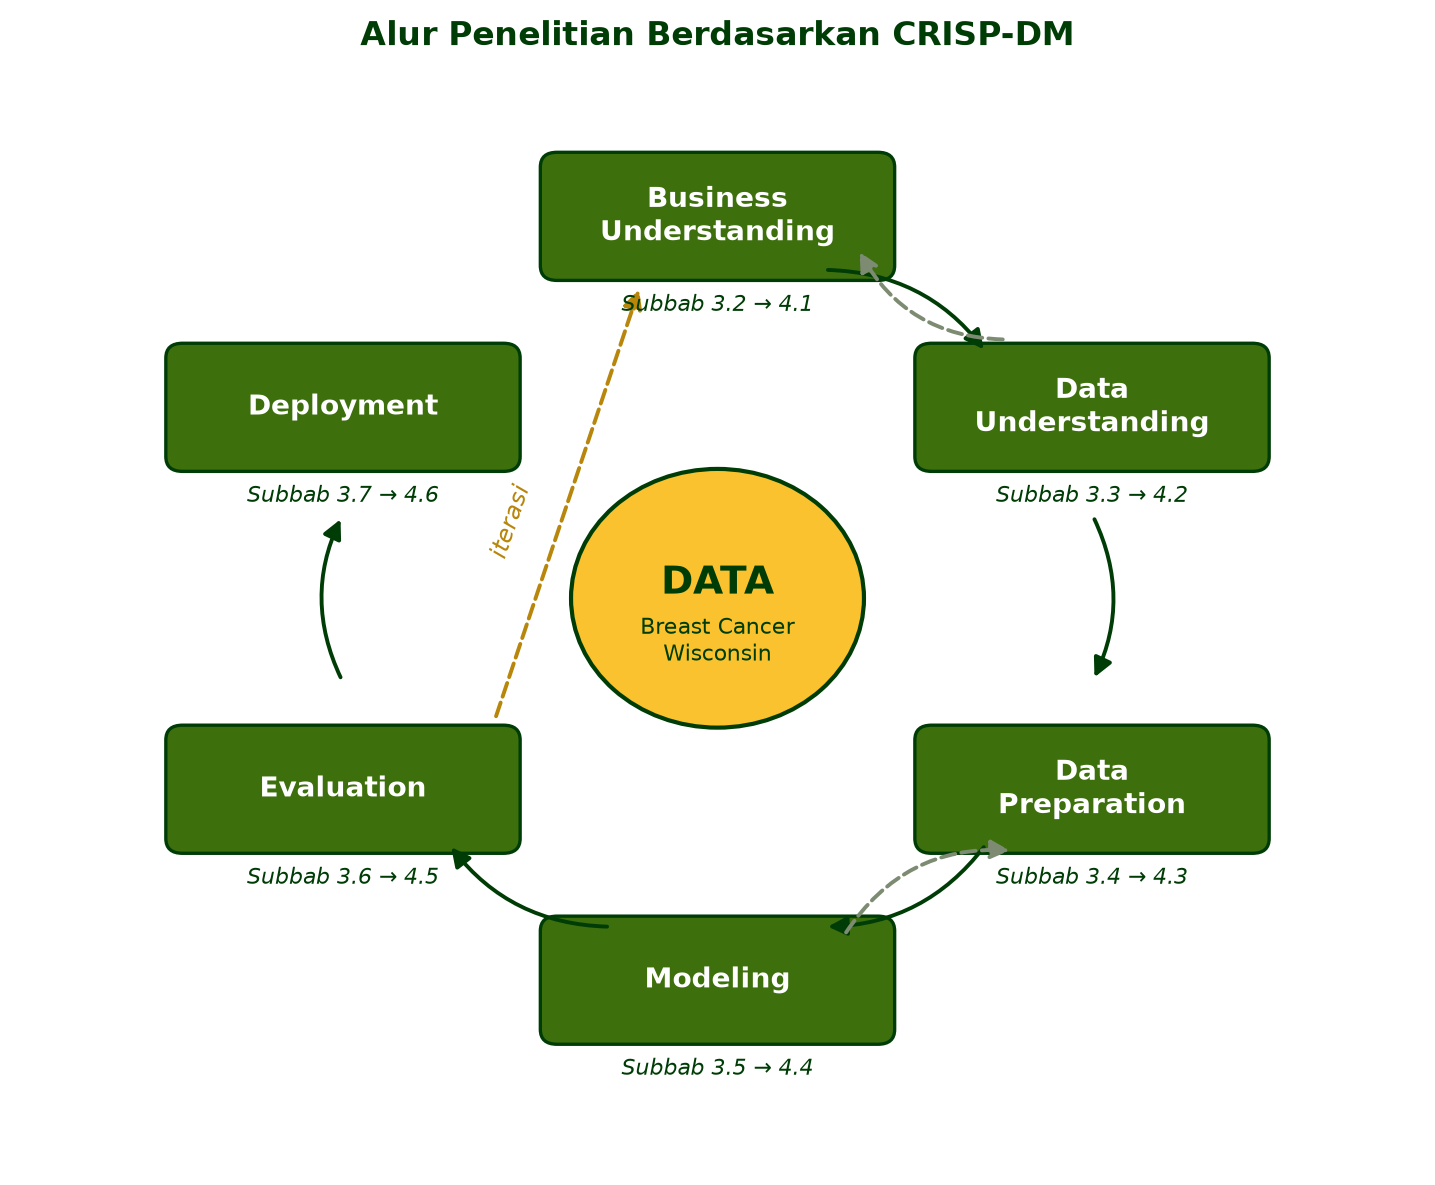 Alur Penelitian Berdasarkan CRISP-DM
Business
Understanding
Subbab 3.2 → 4.1
Deployment
Subbab 3.7 → 4.6
Data
Understanding
Subbab 3.3 → 4.2
iterasi
DATA
Breast Cancer
Wisconsin
Evaluation
Subbab 3.6 → 4.5
Data
Preparation
Subbab 3.4 → 4.3
Modeling
Subbab 3.5 → 4.4